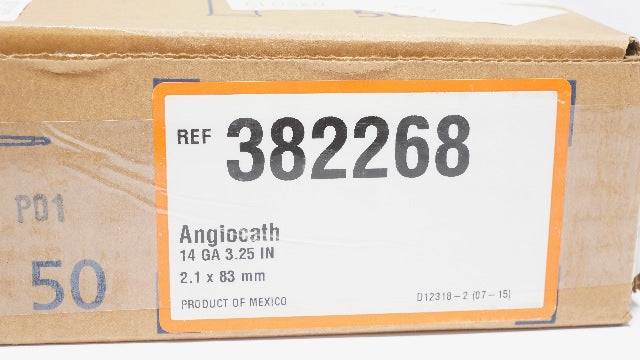 REF 382268
Angiocath
14 GA 3.25 IN
2.1 x 83 mm
PRODUCT OF MEXICO
D12318-2 (07-15)
P01
50